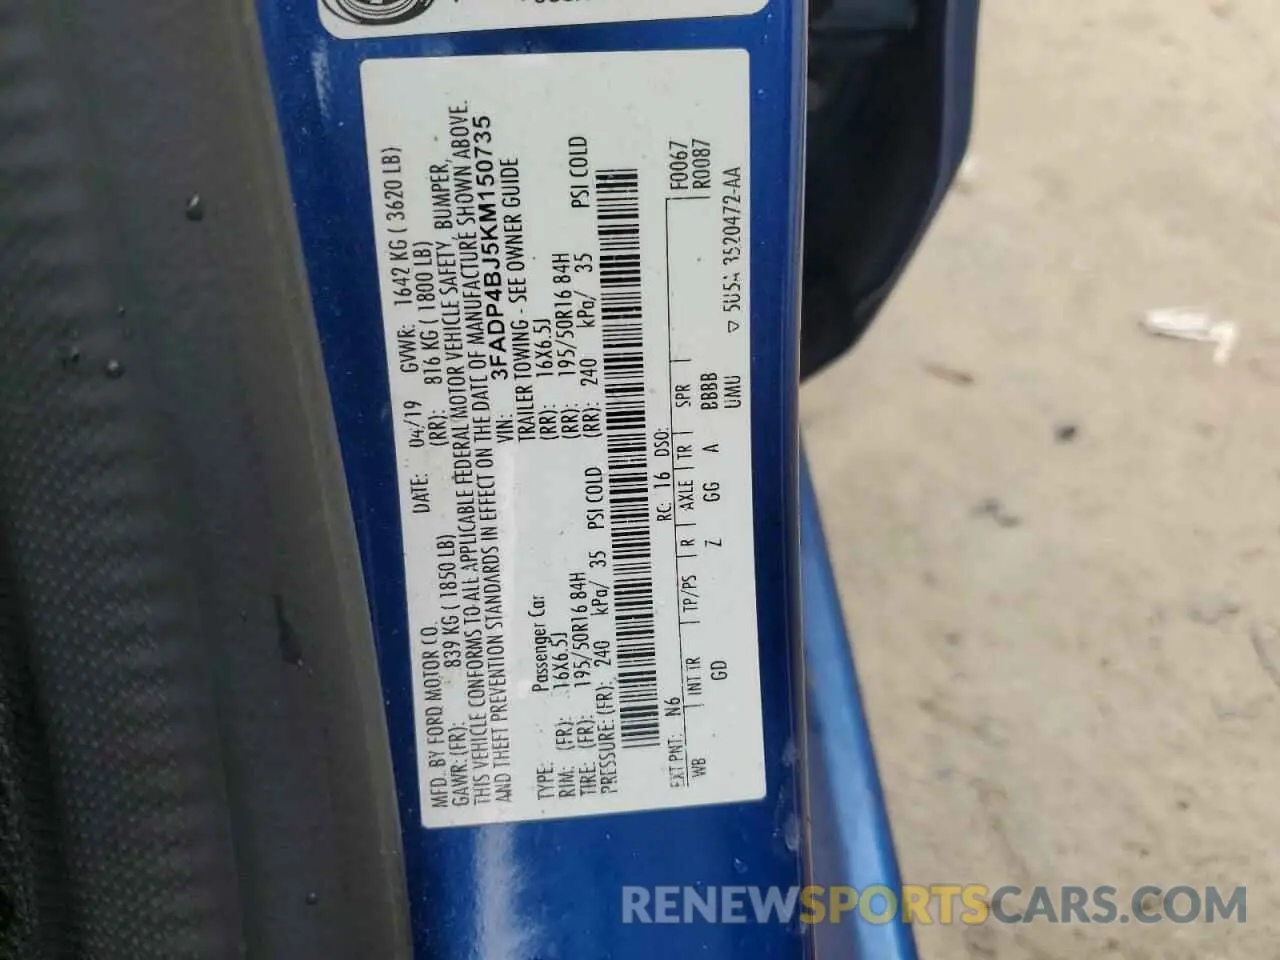 MFD. BY FORD MOTOR CO. DATE: 04/19 GVWR: 1642 KG ( 3620 LB)
GAWR: (FR): 839 KG ( 1850 LB) (RR): 816 KG ( 1800 LB)
THIS VEHICLE CONFORMS TO ALL APPLICABLE FEDERAL MOTOR VEHICLE SAFETY, BUMPER,
AND THEFT PREVENTION STANDARDS IN EFFECT ON THE DATE OF MANUFACTURE SHOWN ABOVE.
VIN: 3FADP4BJ5KM150735
TYPE: Passenger Car TRAILER TOWING - SEE OWNER GUIDE
RIM: (FR): 16X6.5J (RR): 16X6.5J
TIRE: (FR): 195/50R16 84H (RR): 195/50R16 84H
PRESSURE: (FR): 240 kPa/ 35 PSI COLD (RR): 240 kPa/ 35 PSI COLD
EXT PNT: N6 RC: 16 DSO: F0067
WB INT TR TP/PS R AXLE TR SPR R0087
GD Z GG A BBBB
UMU ▽ 5USA 3520472-AA
RENEWSPORTSCARS.COM